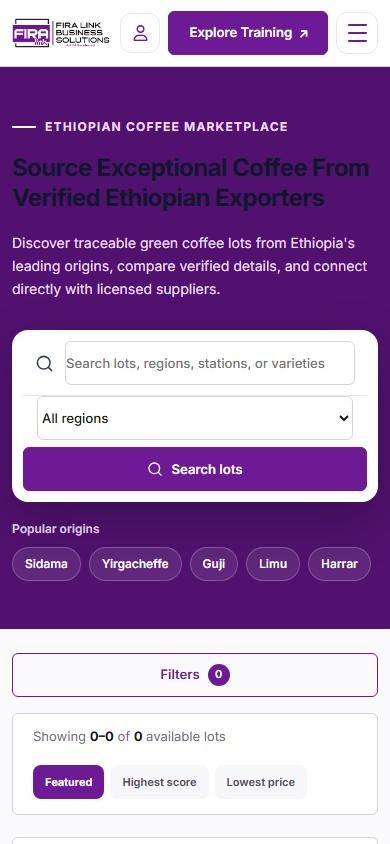 FIRA LINK
BUSINESS
SOLUTIONS
FIRA
Explore Training
ETHIOPIAN COFFEE MARKETPLACE
Source Exceptional Coffee From
Verified Ethiopian Exporters
Discover traceable green coffee lots from Ethiopia's
leading origins, compare verified details, and connect
directly with licensed suppliers.
Search lots, regions, stations, or varieties
All regions
Search lots
Popular origins
Sidama Yirgacheffe Guji Limu Harrar
Filters 0
Showing 0–0 of 0 available lots
Featured Highest score Lowest price